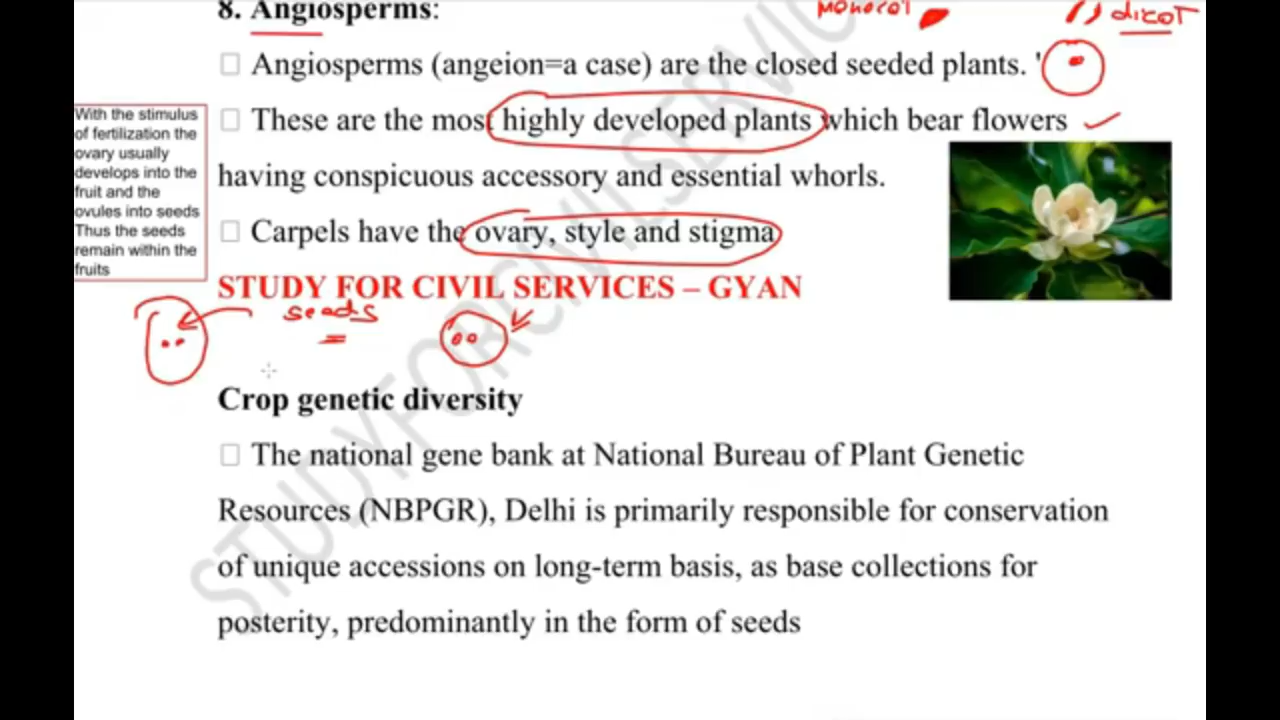 8. Angiosperms:
Monocot
dicot
Angiosperms (angeion=a case) are the closed seeded plants. '
These are the most highly developed plants which bear flowers
having conspicuous accessory and essential whorls.
Carpels have the ovary, style and stigma
With the stimulus
of fertilization the
ovary usually
develops into the
fruit and the
ovules into seeds
Thus the seeds
remain within the
fruits
STUDY FOR CIVIL SERVICES – GYAN
seeds
Crop genetic diversity
The national gene bank at National Bureau of Plant Genetic
Resources (NBPGR), Delhi is primarily responsible for conservation
of unique accessions on long-term basis, as base collections for
posterity, predominantly in the form of seeds
STUDYFORCIVILSERVIC